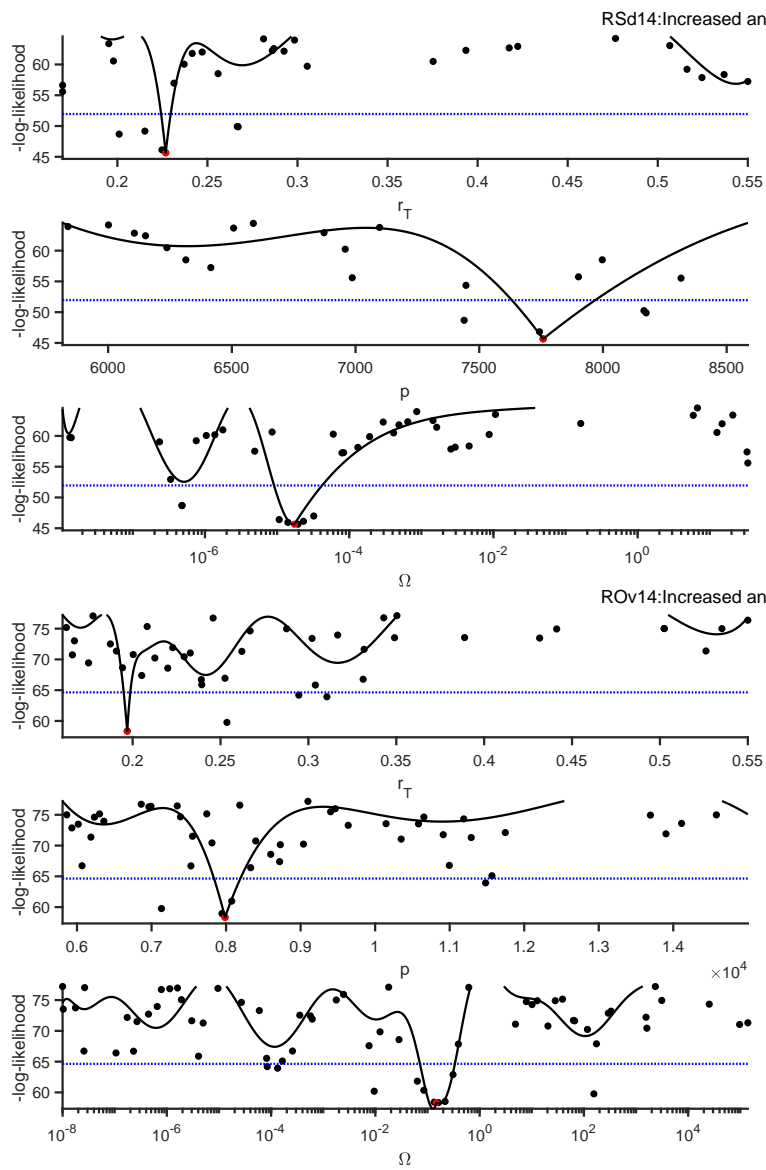 RSd14:Increased an
60
55
50
45
-log-likelihood
0.2 0.25 0.3 0.35 0.4 0.45 0.5 0.55
r_T
60
55
50
45
-log-likelihood
6000 6500 7000 7500 8000 8500
p
60
55
50
45
-log-likelihood
10^-6 10^-4 10^-2 10^0
Ω
ROv14:Increased an
75
70
65
60
-log-likelihood
0.2 0.25 0.3 0.35 0.4 0.45 0.5 0.55
r_T
75
70
65
60
-log-likelihood
0.6 0.7 0.8 0.9 1 1.1 1.2 1.3 1.4
p ×10^4
75
70
65
60
-log-likelihood
10^-8 10^-6 10^-4 10^-2 10^0 10^2 10^4
Ω